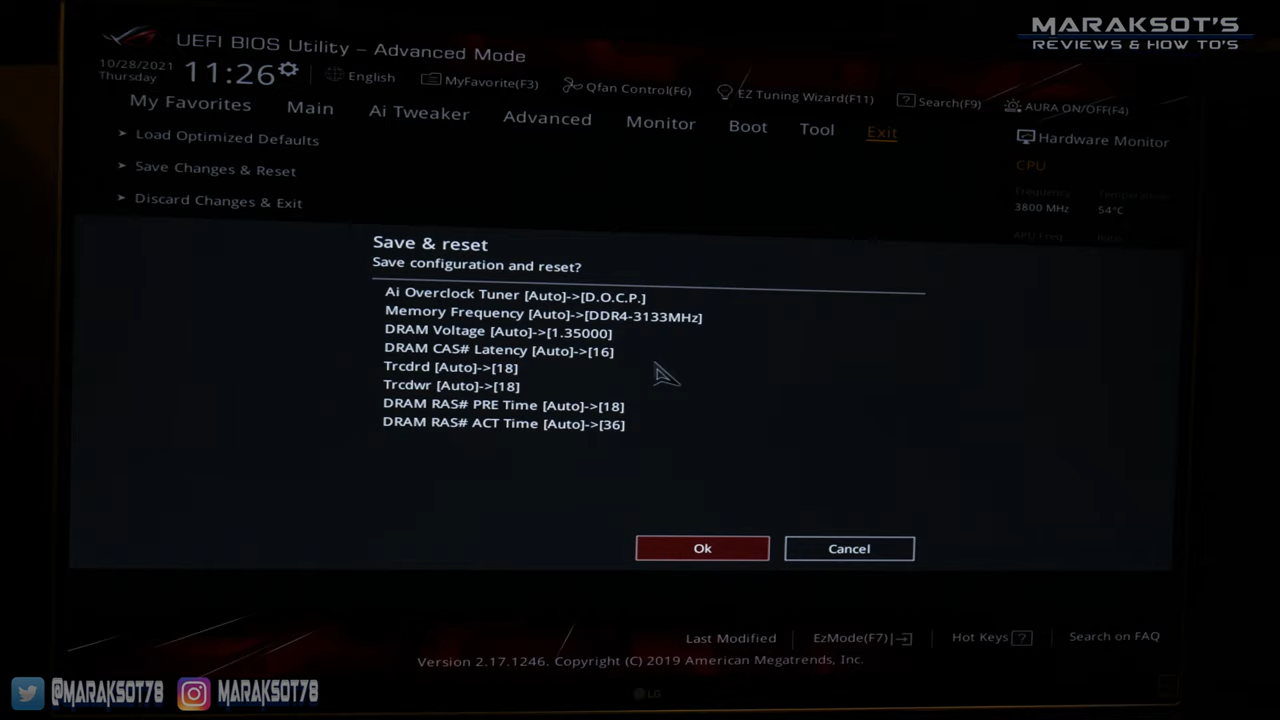 MARAKSOT'S
REVIEWS & HOW TO'S
UEFI BIOS Utility – Advanced Mode
10/28/2021
Thursday
11:26
English
MyFavorite(F3)
Qfan Control(F6)
EZ Tuning Wizard(F11)
? Search(F9)
AURA ON/OFF(F4)
My Favorites
Main
Ai Tweaker
Advanced
Monitor
Boot
Tool
Exit
Hardware Monitor
Load Optimized Defaults
Save Changes & Reset
Discard Changes & Exit
CPU
Frequency
Temperature
3800 MHz
54°C
APU Freq
Save & reset
Save configuration and reset?
Ai Overclock Tuner [Auto]->[D.O.C.P.]
Memory Frequency [Auto]->[DDR4-3133MHz]
DRAM Voltage [Auto]->[1.35000]
DRAM CAS# Latency [Auto]->[16]
Trcdrd [Auto]->[18]
Trcdwr [Auto]->[18]
DRAM RAS# PRE Time [Auto]->[18]
DRAM RAS# ACT Time [Auto]->[36]
Ok
Cancel
Last Modified
EzMode(F7)
Hot Keys ?
Search on FAQ
Version 2.17.1246. Copyright (C) 2019 American Megatrends, Inc.
LG
@MARAKSOT78
MARAKSOT78